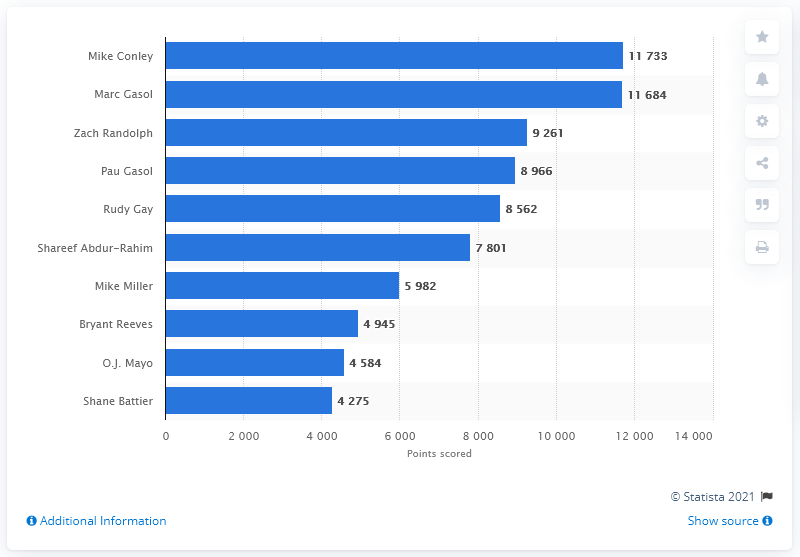 Mike Conley 11 733
Marc Gasol 11 684
Zach Randolph 9 261
Pau Gasol 8 966
Rudy Gay 8 562
Shareef Abdur-Rahim 7 801
Mike Miller 5 982
Bryant Reeves 4 945
O.J. Mayo 4 584
Shane Battier 4 275
0 2 000 4 000 6 000 8 000 10 000 12 000 14 000
Points scored
© Statista 2021
Additional Information Show source